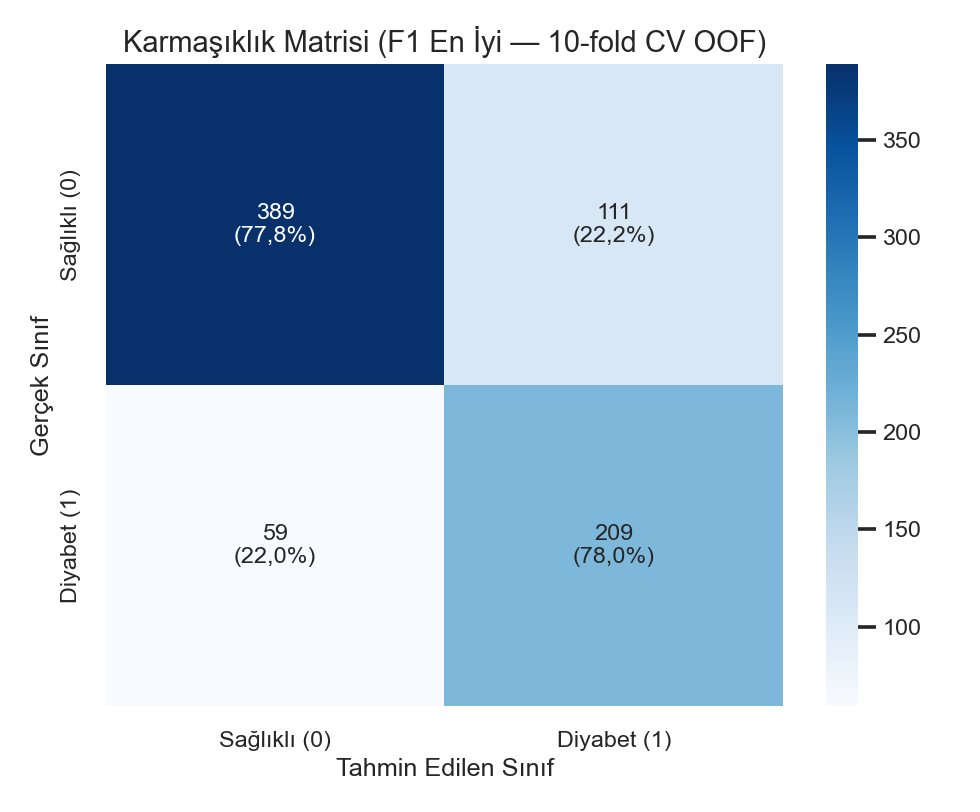 Karmaşıklık Matrisi (F1 En İyi — 10-fold CV OOF)
Gerçek Sınıf
Sağlıklı (0)
Diyabet (1)
389
(77,8%)
111
(22,2%)
59
(22,0%)
209
(78,0%)
Sağlıklı (0)
Diyabet (1)
Tahmin Edilen Sınıf
350
300
250
200
150
100